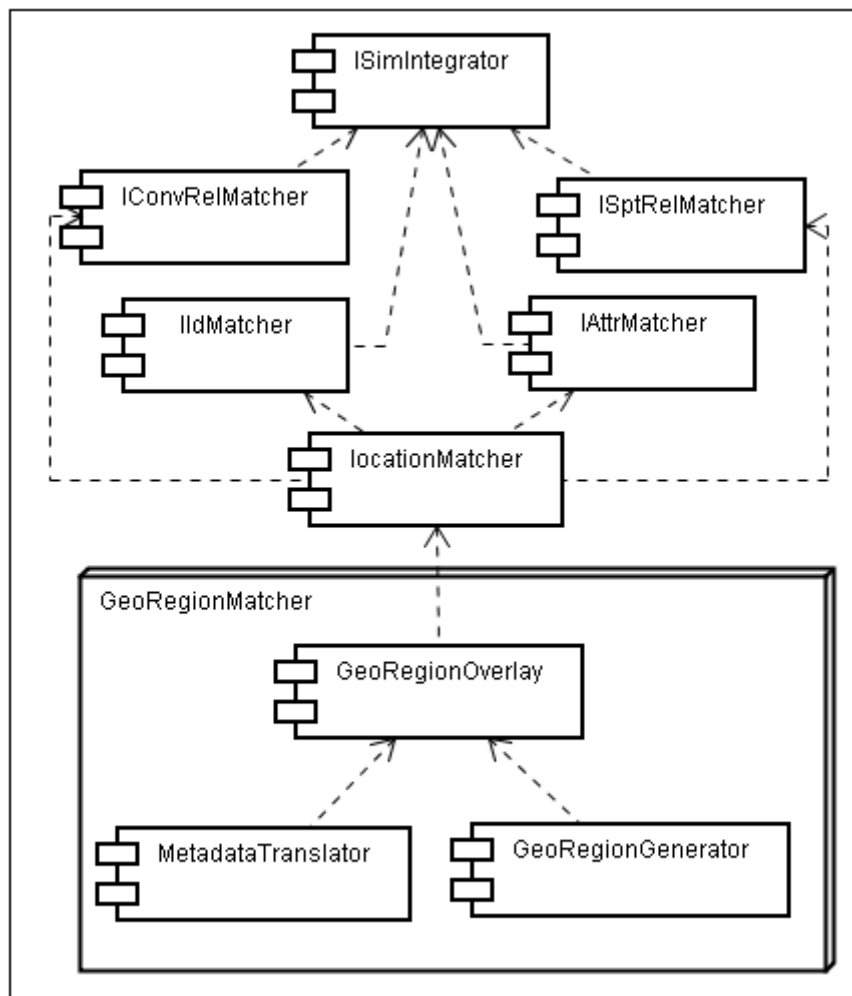 ISimIntegrator
IConvRelMatcher
ISptRelMatcher
IIdMatcher
IAttrMatcher
locationMatcher
GeoRegionMatcher
GeoRegionOverlay
MetadataTranslator
GeoRegionGenerator